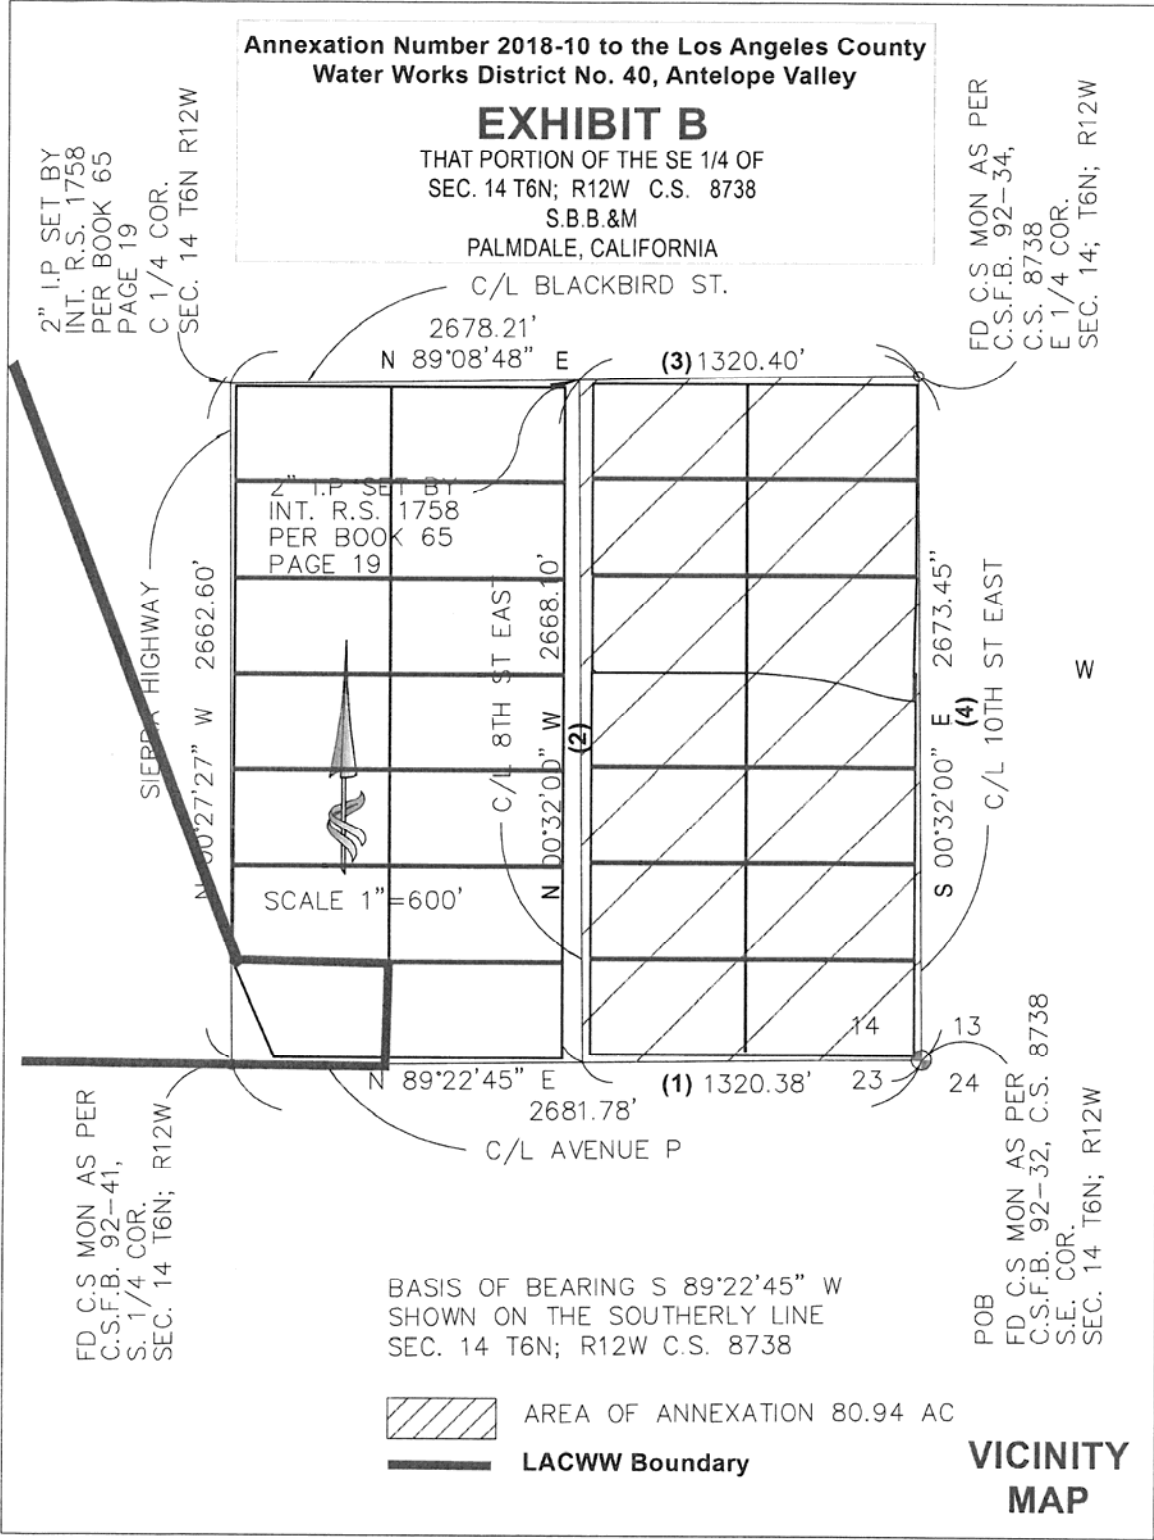 Annexation Number 2018-10 to the Los Angeles County
Water Works District No. 40, Antelope Valley
EXHIBIT B
THAT PORTION OF THE SE 1/4 OF
SEC. 14 T6N; R12W C.S. 8738
S.B.B.&M
PALMDALE, CALIFORNIA
2" I.P SET BY
INT. R.S. 1758
PER BOOK 65
PAGE 19
C 1/4 COR.
SEC. 14 T6N R12W
FD C.S MON AS PER
C.S.F.B. 92-34,
C.S. 8738
E 1/4 COR.
SEC. 14; T6N; R12W
C/L BLACKBIRD ST.
2678.21'
N 89°08'48" E
(3) 1320.40'
2" I.P SET BY
INT. R.S. 1758
PER BOOK 65
PAGE 19
SIERRA HIGHWAY
N 00°27'27" W 2662.60'
C/L 8TH ST EAST
N 00°32'00" W 2668.10'
(2)
S 00°32'00" E 2673.45"
(4)
C/L 10TH ST EAST
W
SCALE 1"=600'
14
13
23
24
N 89°22'45" E
(1) 1320.38'
2681.78'
C/L AVENUE P
FD C.S MON AS PER
C.S.F.B. 92-41,
S. 1/4 COR.
SEC. 14 T6N; R12W
POB
FD C.S MON AS PER
C.S.F.B. 92-32, C.S. 8738
S.E. COR.
SEC. 14 T6N; R12W
BASIS OF BEARING S 89°22'45" W
SHOWN ON THE SOUTHERLY LINE
SEC. 14 T6N; R12W C.S. 8738
AREA OF ANNEXATION 80.94 AC
LACWW Boundary
VICINITY
MAP